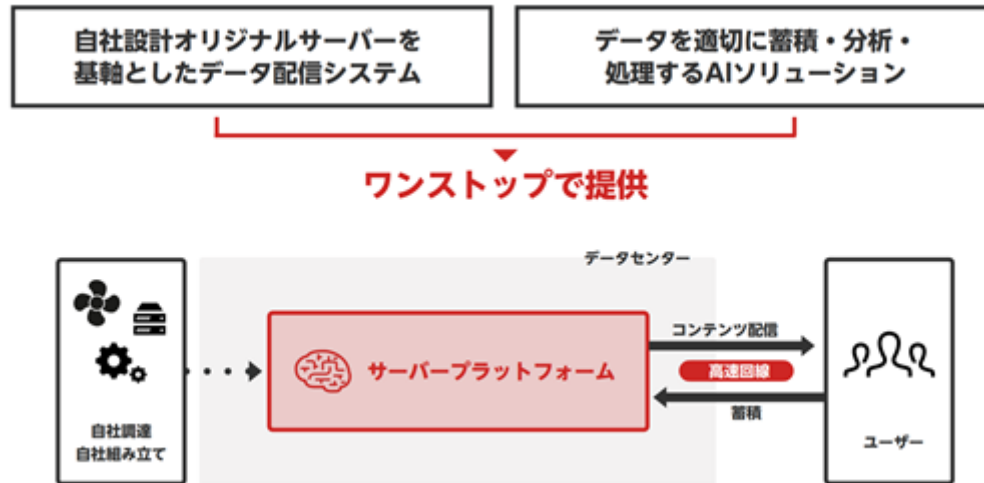 自社設計オリジナルサーバーを
基軸としたデータ配信システム
データを適切に蓄積・分析・
処理するAIソリューション
ワンストップで提供
データセンター
自社調達
自社組み立て
サーバープラットフォーム
コンテンツ配信
高速回線
蓄積
ユーザー